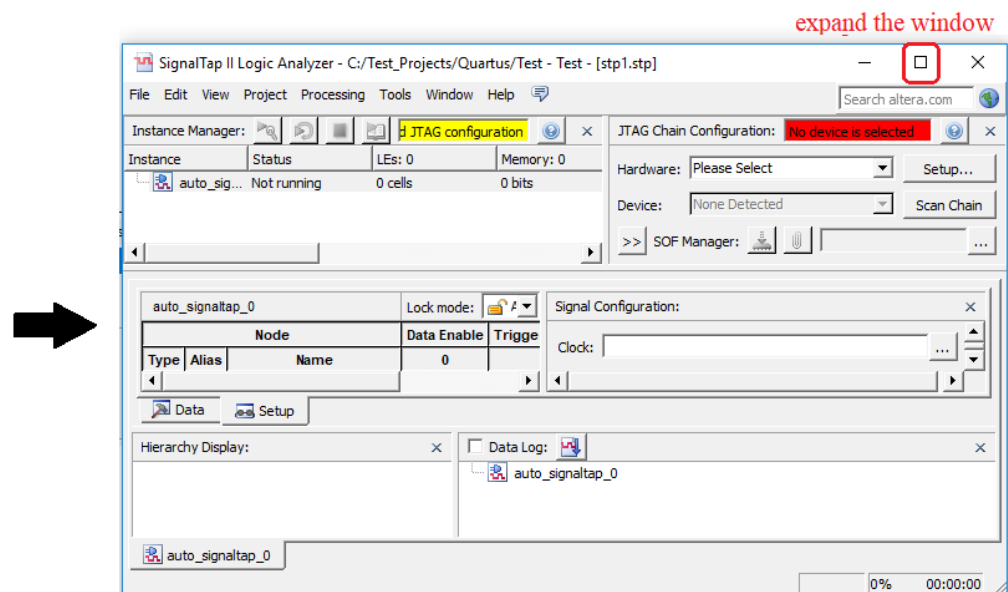 expand the window
SignalTap II Logic Analyzer - C:/Test_Projects/Quartus/Test - Test - [stp1.stp]
File Edit View Project Processing Tools Window Help
Search altera.com
Instance Manager: d JTAG configuration
JTAG Chain Configuration: No device is selected
Instance Status LEs: 0 Memory: 0
auto_sig... Not running 0 cells 0 bits
Hardware: Please Select Setup...
Device: None Detected Scan Chain
>> SOF Manager: ...
auto_signaltap_0 Lock mode:
Signal Configuration:
Node Data Enable Trigge
Type Alias Name 0
Clock: ...
Data Setup
Hierarchy Display:
Data Log:
auto_signaltap_0
auto_signaltap_0
0% 00:00:00